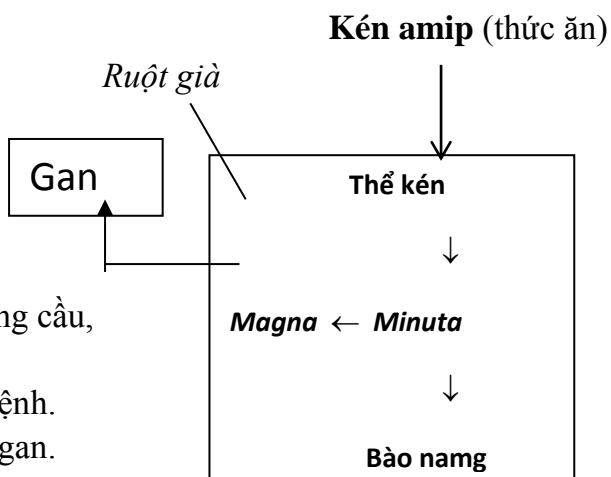 Kén amip (thức ăn)
Ruột già
Gan
Thể kén
↓
ng cầu,
Magna ← Minuta
↓
ệnh.
gan.
Bào namg